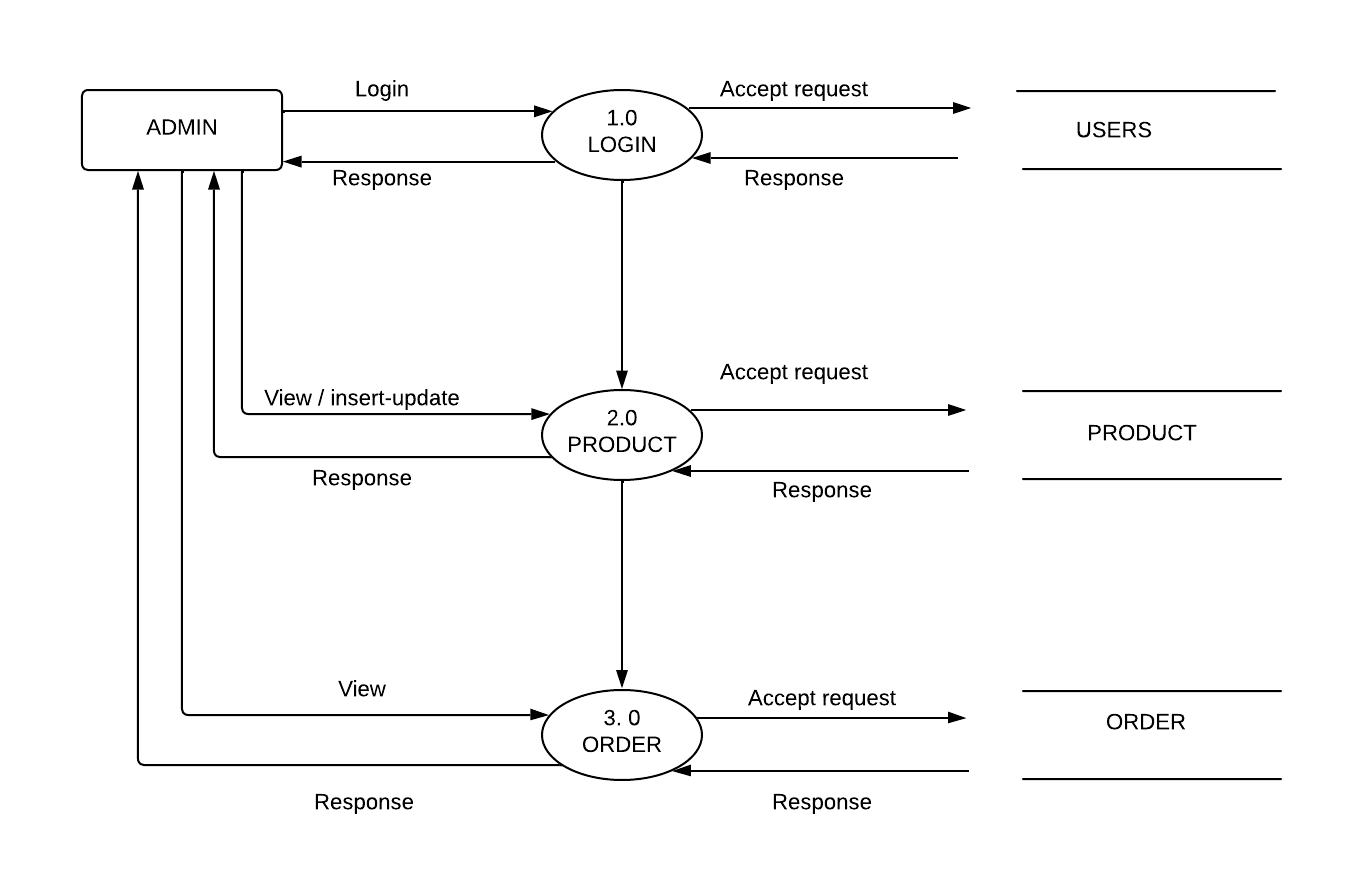 Login
Accept request
ADMIN
1.0
LOGIN
USERS
Response
Response
Accept request
View / insert-update
2.0
PRODUCT
PRODUCT
Response
Response
View
Accept request
3. 0
ORDER
ORDER
Response
Response